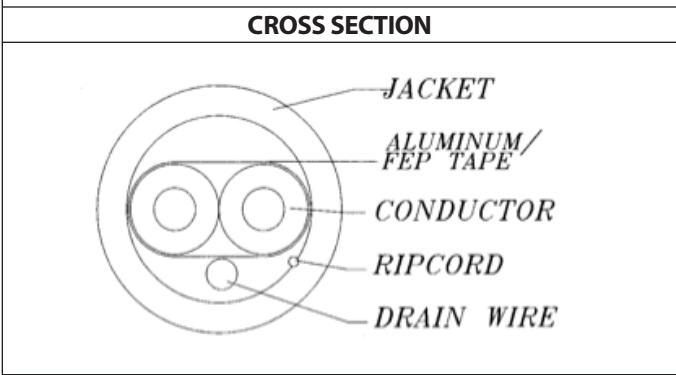 CROSS SECTION
JACKET
ALUMINUM/
FEP TAPE
CONDUCTOR
RIPCORD
DRAIN WIRE